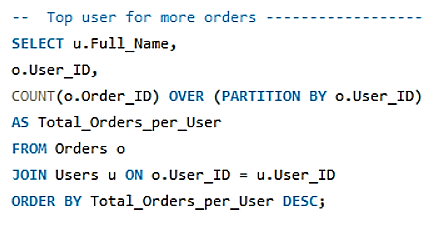 --  Top user for more orders ------------------
SELECT u.Full_Name,
o.User_ID,
COUNT(o.Order_ID) OVER (PARTITION BY o.User_ID)
AS Total_Orders_per_User
FROM Orders o
JOIN Users u ON o.User_ID = u.User_ID
ORDER BY Total_Orders_per_User DESC;